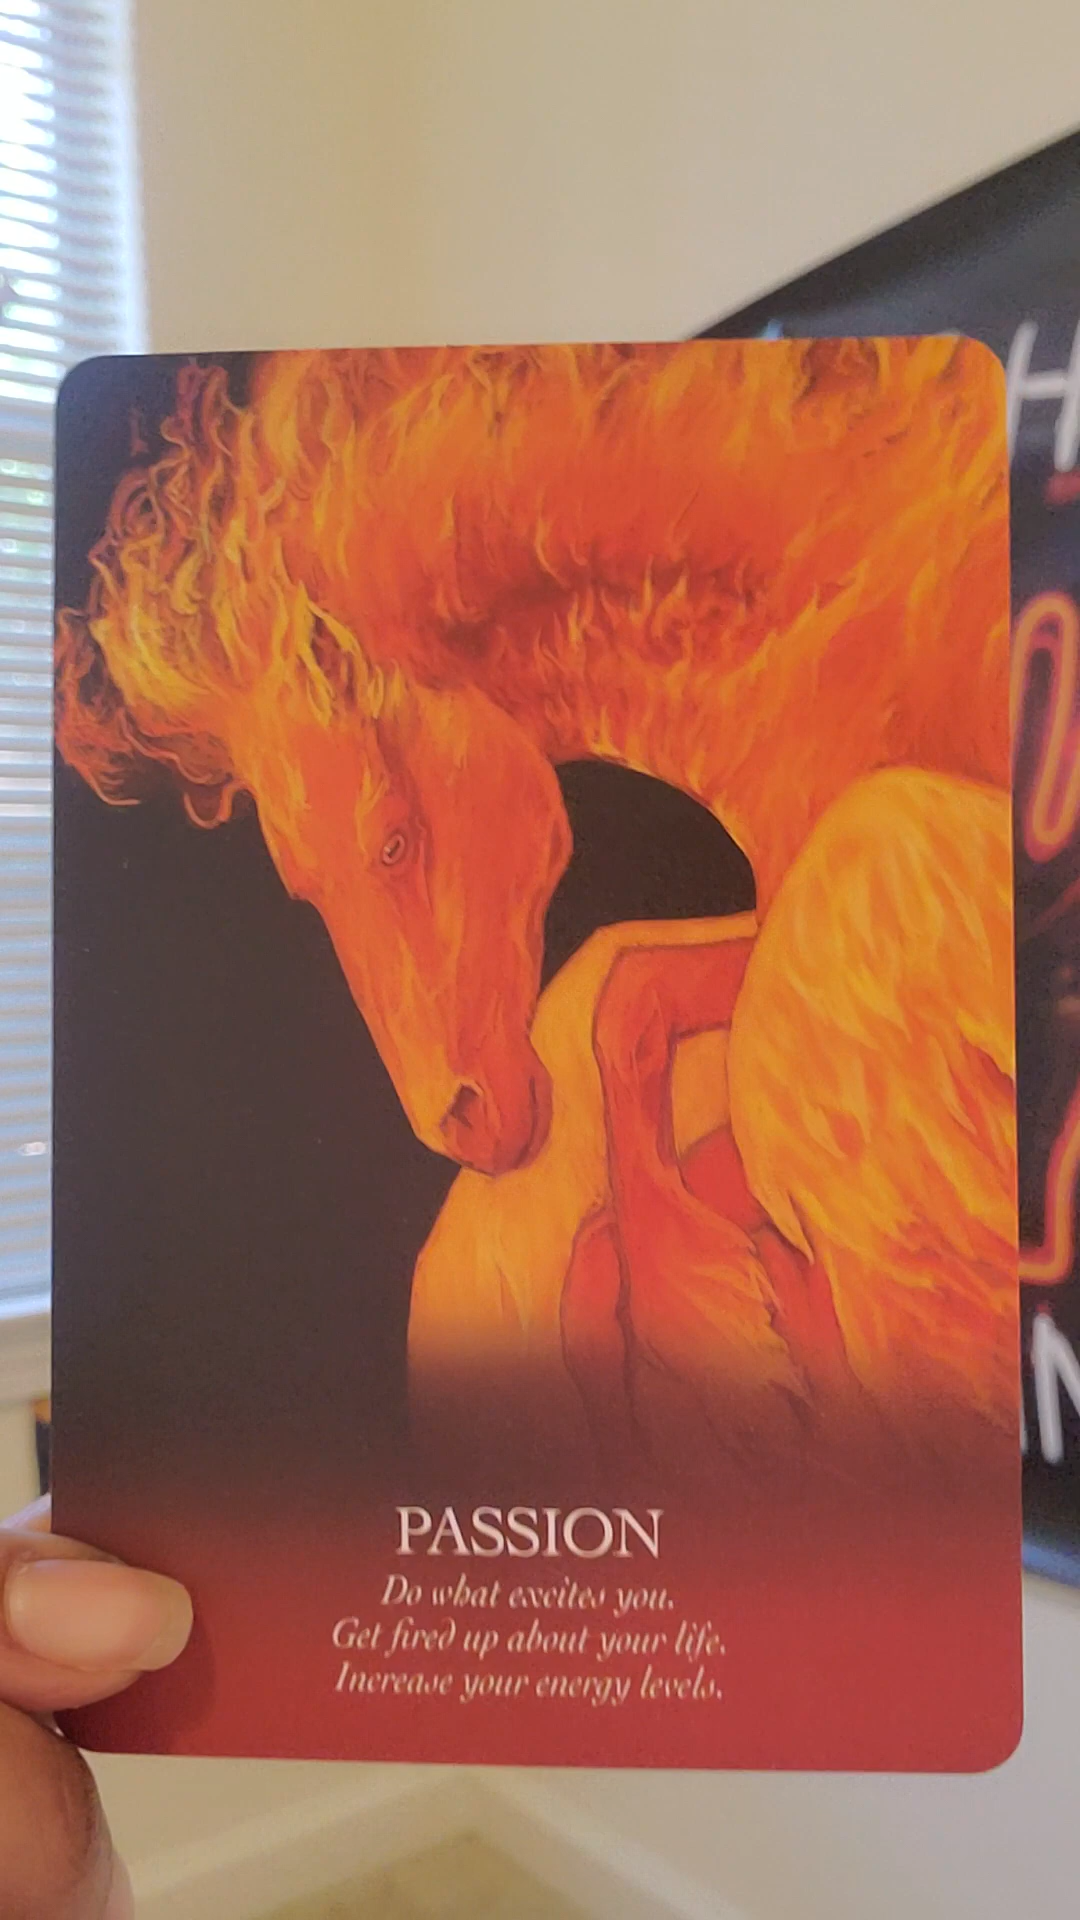 PASSION
Do what excites you.
Get fired up about your life.
Increase your energy levels.
H
N